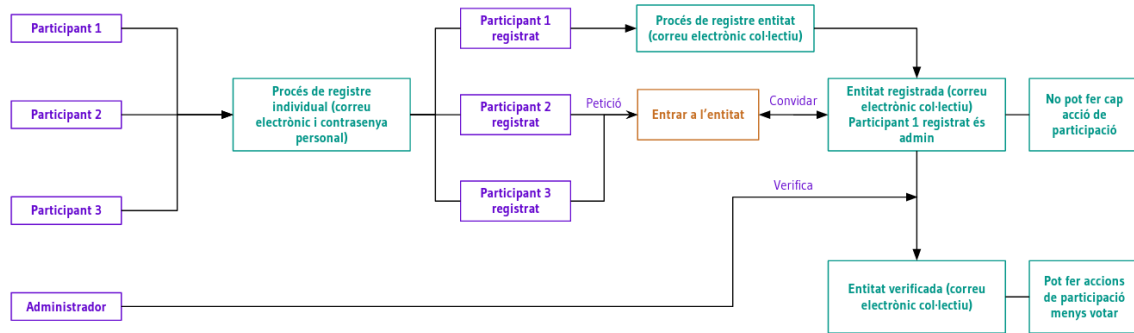 Participant 1
Participant 2
Participant 3
Administrador
Procés de registre
individual (correu
electrònic i contrasenya
personal)
Participant 1
registrat
Participant 2
registrat
Participant 3
registrat
Procés de registre entitat
(correu electrònic col·lectiu)
Petició
Entrar a l'entitat
Convidar
Entitat registrada (correu
electrònic col·lectiu)
Participant 1 registrat és
admin
No pot fer cap
acció de
participació
Verifica
Entitat verificada (correu
electrònic col·lectiu)
Pot fer accions
de participació
menys votar